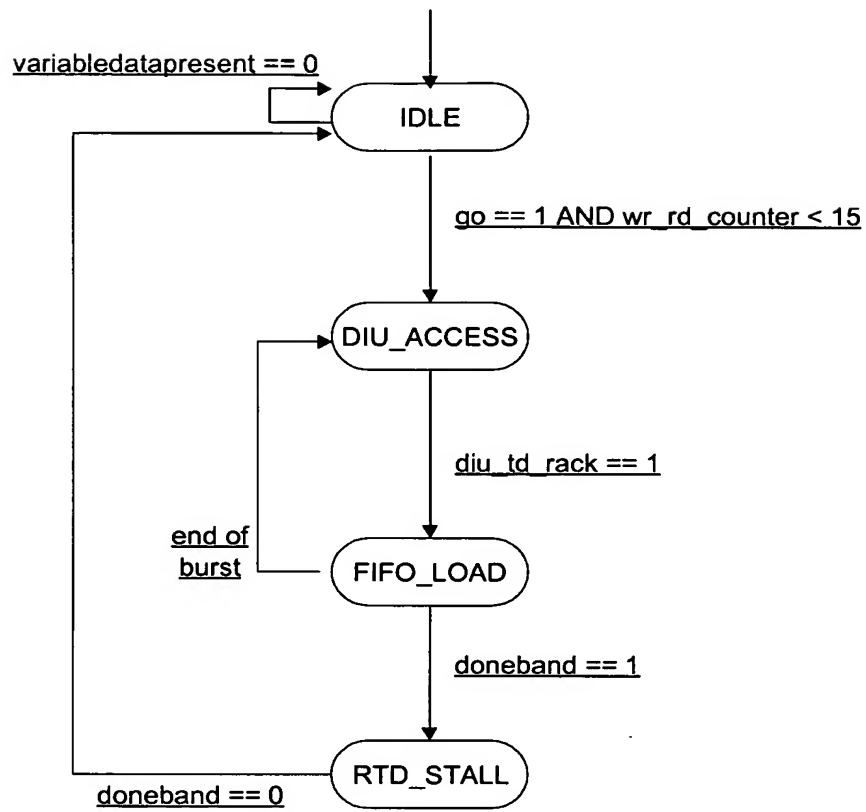 variabledatapresent == 0
IDLE
go == 1 AND wr_rd_counter < 15
DIU_ACCESS
diu_td_rack == 1
end of
burst
FIFO_LOAD
doneband == 1
RTD_STALL
doneband == 0